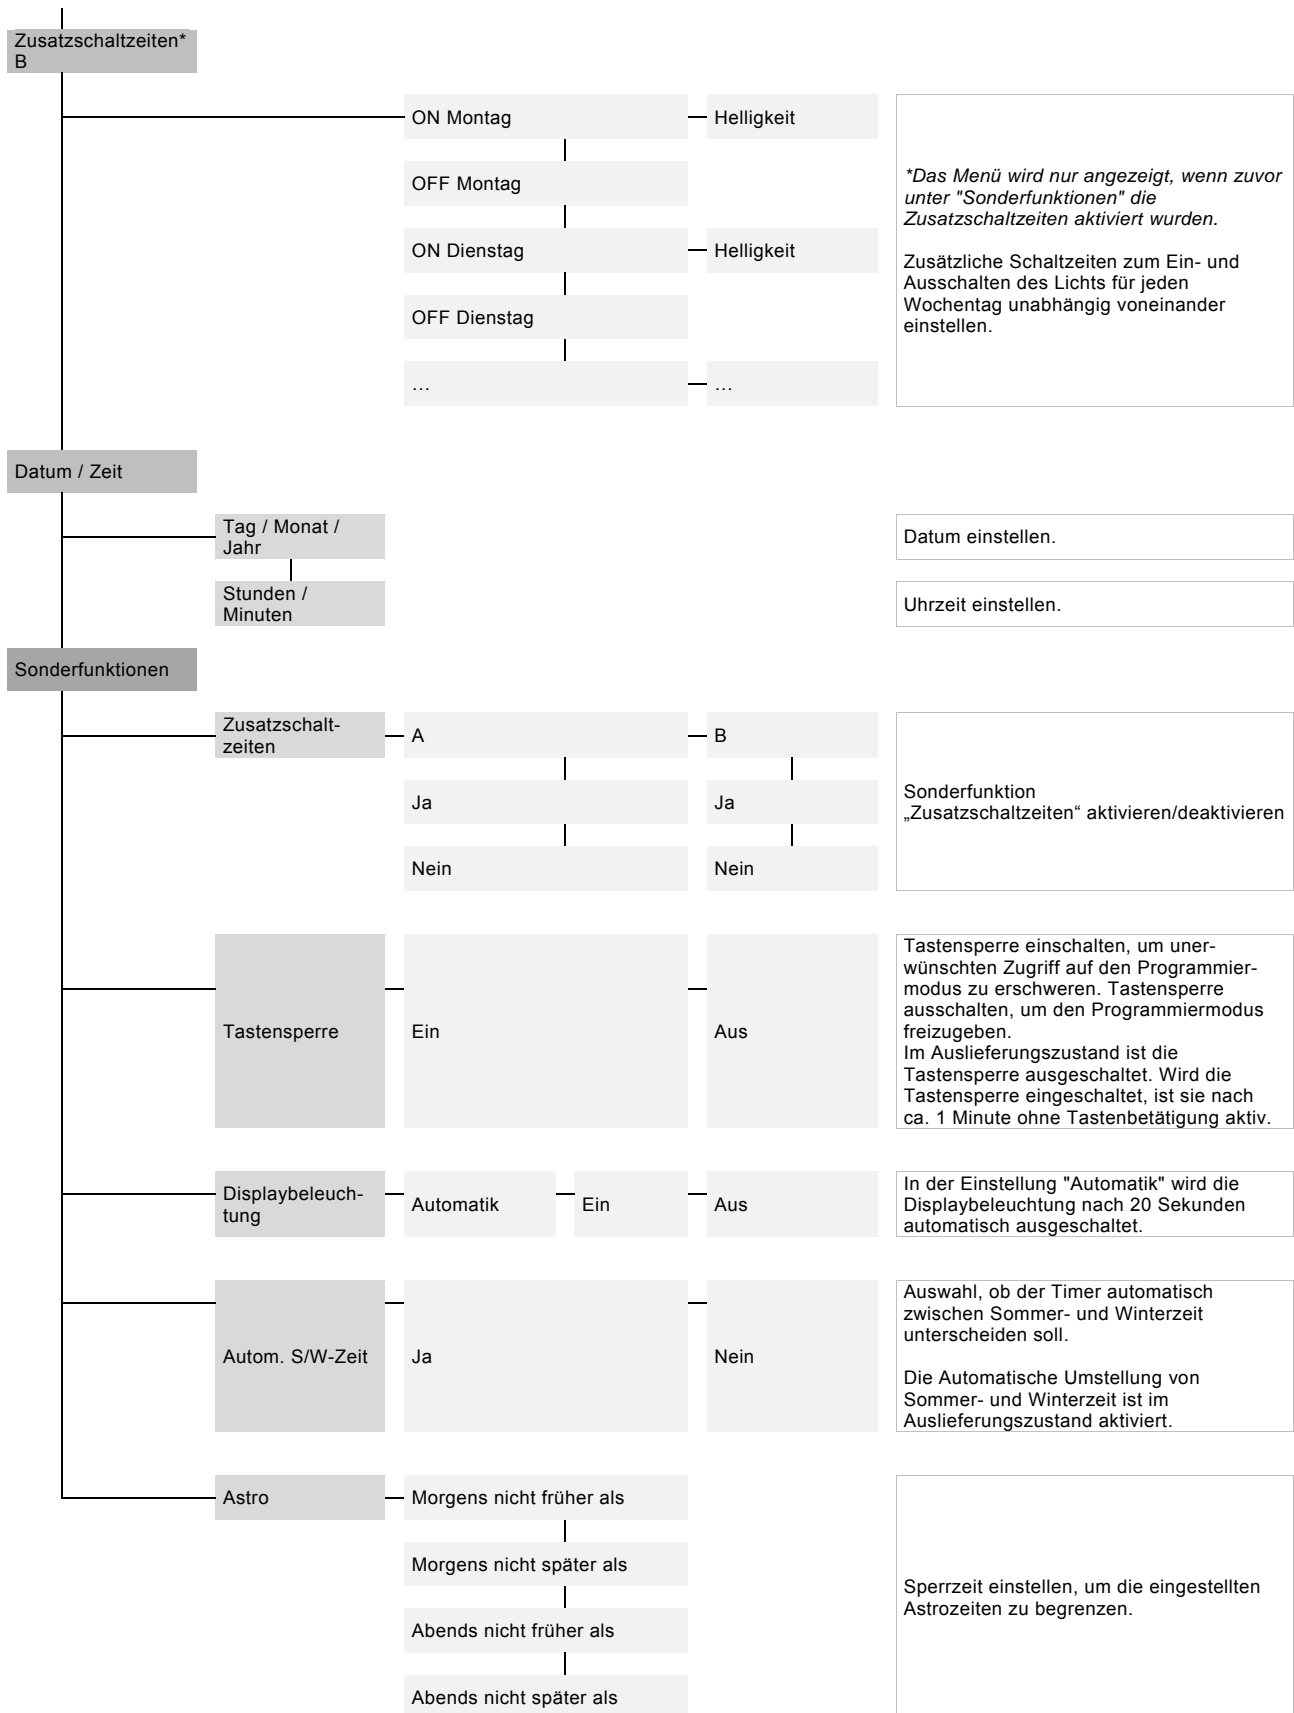 Zusatzschaltzeiten*
B
ON Montag
Helligkeit
OFF Montag
ON Dienstag
Helligkeit
OFF Dienstag
…
…
*Das Menü wird nur angezeigt, wenn zuvor
unter "Sonderfunktionen" die
Zusatzschaltzeiten aktiviert wurden.
Zusätzliche Schaltzeiten zum Ein- und
Ausschalten des Lichts für jeden
Wochentag unabhängig voneinander
einstellen.
Datum / Zeit
Tag / Monat /
Jahr
Datum einstellen.
Stunden /
Minuten
Uhrzeit einstellen.
Sonderfunktionen
Zusatzschalt-
zeiten
A
B
Ja
Ja
Nein
Nein
Sonderfunktion
„Zusatzschaltzeiten“ aktivieren/deaktivieren
Tastensperre
Ein
Aus
Tastensperre einschalten, um uner-
wünschten Zugriff auf den Programmier-
modus zu erschweren. Tastensperre
ausschalten, um den Programmiermodus
freizugeben.
Im Auslieferungszustand ist die
Tastensperre ausgeschaltet. Wird die
Tastensperre eingeschaltet, ist sie nach
ca. 1 Minute ohne Tastenbetätigung aktiv.
Displaybeleuch-
tung
Automatik
Ein
Aus
In der Einstellung "Automatik" wird die
Displaybeleuchtung nach 20 Sekunden
automatisch ausgeschaltet.
Autom. S/W-Zeit
Ja
Nein
Auswahl, ob der Timer automatisch
zwischen Sommer- und Winterzeit
unterscheiden soll.
Die Automatische Umstellung von
Sommer- und Winterzeit ist im
Auslieferungszustand aktiviert.
Astro
Morgens nicht früher als
Morgens nicht später als
Abends nicht früher als
Abends nicht später als
Sperrzeit einstellen, um die eingestellten
Astrozeiten zu begrenzen.